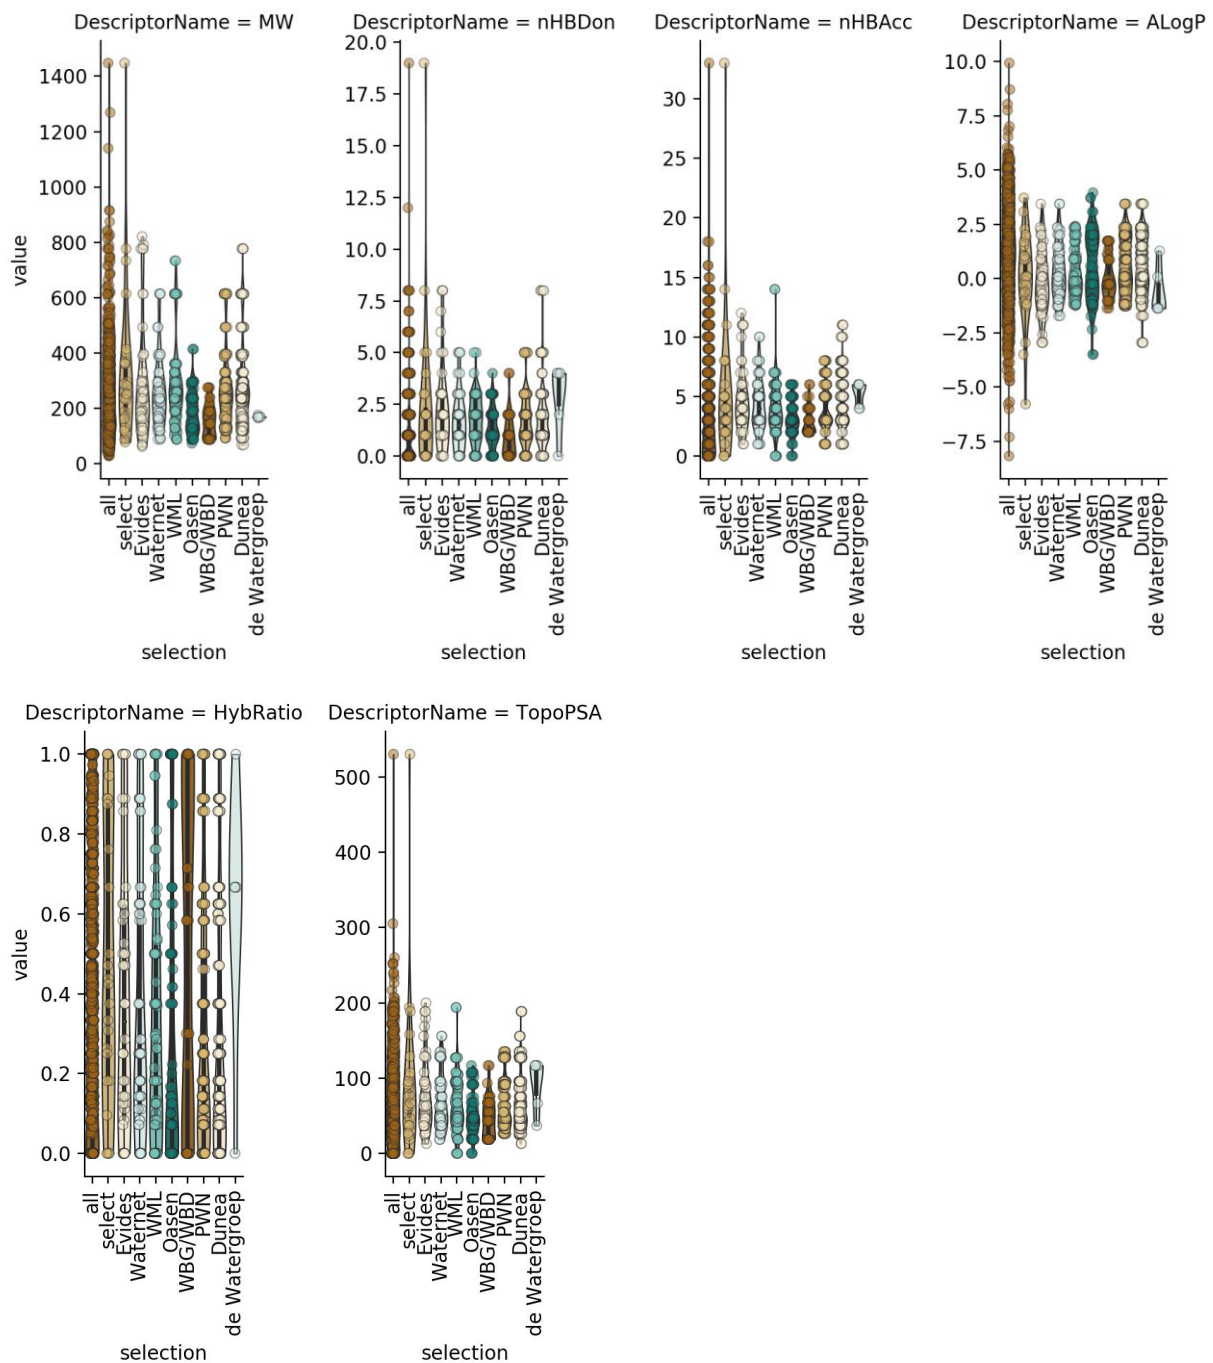 DescriptorName = MW
DescriptorName = nHBDon
DescriptorName = nHBAcc
DescriptorName = ALogP
value
1400
1200
1000
800
600
400
200
0
20.0
17.5
15.0
12.5
10.0
7.5
5.0
2.5
0.0
30
25
20
15
10
5
0
10.0
7.5
5.0
2.5
0.0
−2.5
−5.0
−7.5
all
select
Evides
Waternet
WML
Oasen
WBG/WBD
PWN
Dunea
de Watergroep
all
select
Evides
Waternet
WML
Oasen
WBG/WBD
PWN
Dunea
de Watergroep
all
select
Evides
Waternet
WML
Oasen
WBG/WBD
PWN
Dunea
de Watergroep
all
select
Evides
Waternet
WML
Oasen
WBG/WBD
PWN
Dunea
de Watergroep
selection
selection
selection
selection
DescriptorName = HybRatio
DescriptorName = TopoPSA
value
1.0
0.8
0.6
0.4
0.2
0.0
500
400
300
200
100
0
all
select
Evides
Waternet
WML
Oasen
WBG/WBD
PWN
Dunea
de Watergroep
all
select
Evides
Waternet
WML
Oasen
WBG/WBD
PWN
Dunea
de Watergroep
selection
selection